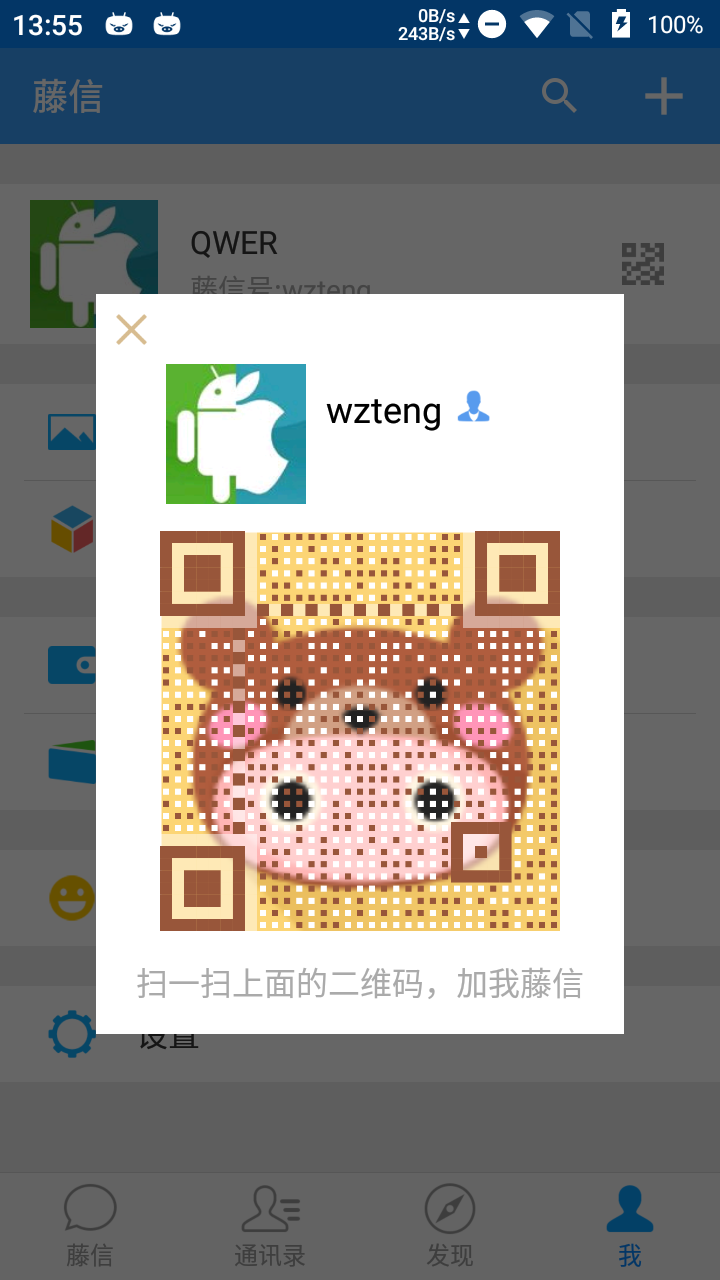 13:55
0B/s
243B/s
100%
藤信
QWER
藤信号:wzteng
wzteng
扫一扫上面的二维码，加我藤信
设置
藤信
通讯录
发现
我